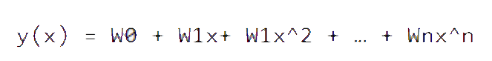 y(x) = W0 + W1x+ W1x^2 + … + Wnx^n